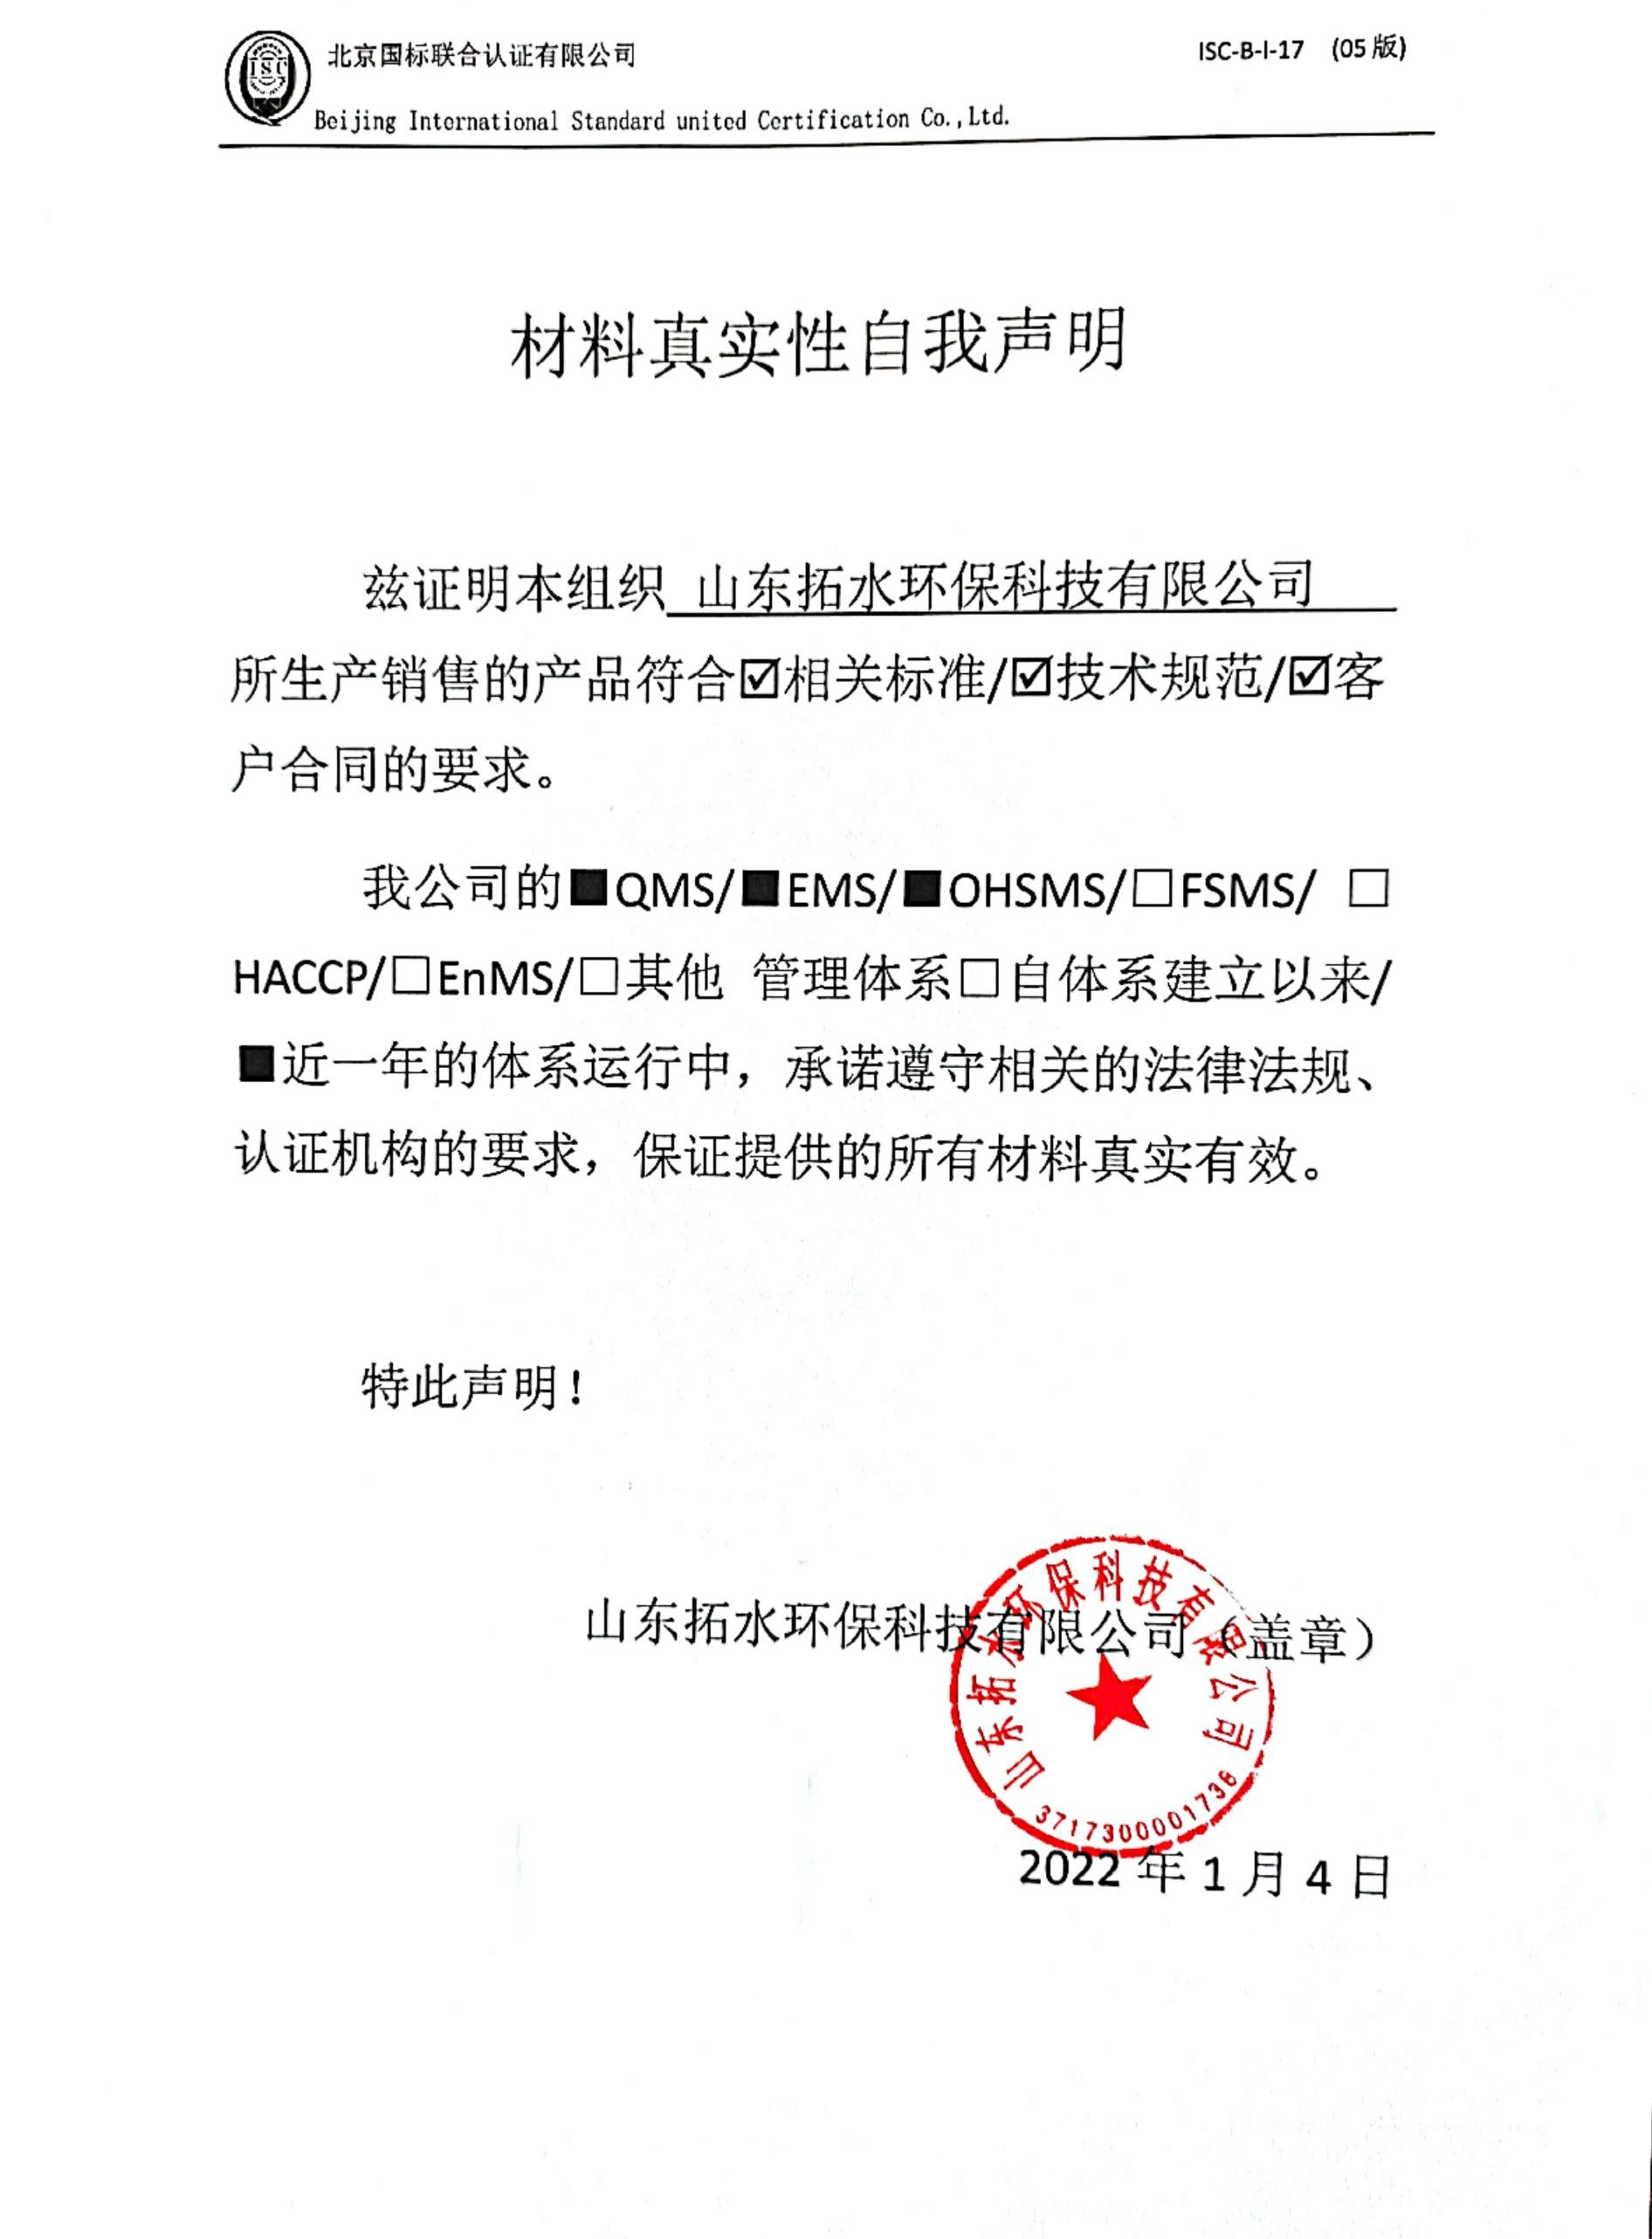 北京国标联合认证有限公司
ISC-B-I-17 (05版)
Beijing International Standard united Certification Co.,Ltd.
材料真实性自我声明
兹证明本组织 山东拓水环保科技有限公司
所生产销售的产品符合☑相关标准/☑技术规范/☑客
户合同的要求。
我公司的■QMS/■EMS/■OHSMS/□FSMS/ □
HACCP/□EnMS/□其他 管理体系□自体系建立以来/
■近一年的体系运行中，承诺遵守相关的法律法规、
认证机构的要求，保证提供的所有材料真实有效。
特此声明！
山东拓水环保科技有限公司（盖章）
山东拓水环保科技有限公司
3717300001738
2022年1月4日
ISC